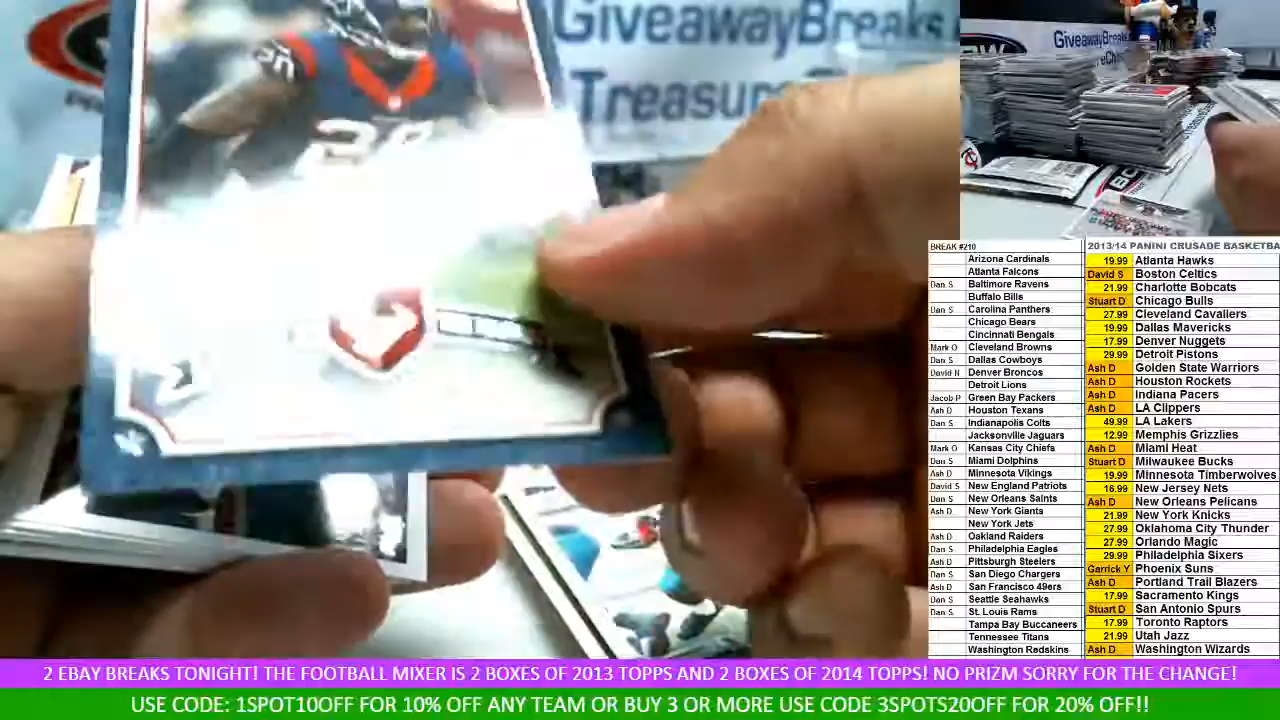 GiveawayBreaks
Treasure
GiveawayBreaks
BREAK #210
Arizona Cardinals
Atlanta Falcons
Dan S Baltimore Ravens
Buffalo Bills
Dan S Carolina Panthers
Chicago Bears
Cincinnati Bengals
Mark O Cleveland Browns
Dan S Dallas Cowboys
David N Denver Broncos
Detroit Lions
Jacob P Green Bay Packers
Ash D Houston Texans
Dan S Indianapolis Colts
Jacksonville Jaguars
Mark O Kansas City Chiefs
Dan S Miami Dolphins
Ash D Minnesota Vikings
David S New England Patriots
Dan S New Orleans Saints
Ash D New York Giants
New York Jets
Ash D Oakland Raiders
Dan S Philadelphia Eagles
Ash D Pittsburgh Steelers
Dan S San Diego Chargers
Ash D San Francisco 49ers
Dan S Seattle Seahawks
Dan S St. Louis Rams
Tampa Bay Buccaneers
Tennessee Titans
Washington Redskins
2013/14 PANINI CRUSADE BASKETBA
19.99 Atlanta Hawks
David S Boston Celtics
21.99 Charlotte Bobcats
Stuart D Chicago Bulls
27.99 Cleveland Cavaliers
19.99 Dallas Mavericks
17.99 Denver Nuggets
29.99 Detroit Pistons
Ash D Golden State Warriors
Ash D Houston Rockets
Ash D Indiana Pacers
Ash D LA Clippers
49.99 LA Lakers
12.99 Memphis Grizzlies
Ash D Miami Heat
Stuart D Milwaukee Bucks
19.99 Minnesota Timberwolves
16.99 New Jersey Nets
Ash D New Orleans Pelicans
21.99 New York Knicks
27.99 Oklahoma City Thunder
27.99 Orlando Magic
29.99 Philadelphia Sixers
Garrick Y Phoenix Suns
Ash D Portland Trail Blazers
17.99 Sacramento Kings
Stuart D San Antonio Spurs
17.99 Toronto Raptors
21.99 Utah Jazz
Ash D Washington Wizards
2 EBAY BREAKS TONIGHT! THE FOOTBALL MIXER IS 2 BOXES OF 2013 TOPPS AND 2 BOXES OF 2014 TOPPS! NO PRIZM SORRY FOR THE CHANGE!
USE CODE: 1SPOT10OFF FOR 10% OFF ANY TEAM OR BUY 3 OR MORE USE CODE 3SPOTS20OFF FOR 20% OFF!!